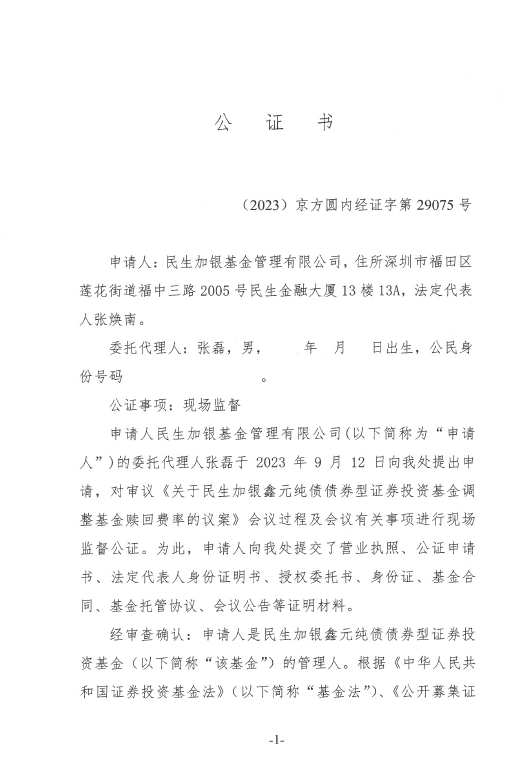 公 证 书
（2023）京方圆内经证字第 29075 号
申请人：民生加银基金管理有限公司，住所深圳市福田区
莲花街道福中三路 2005 号民生金融大厦 13 楼 13A，法定代表
人张焕南。
委托代理人：张磊，男， 年 月 日出生，公民身
份号码 。
公证事项：现场监督
申请人民生加银基金管理有限公司(以下简称为“申请
人”)的委托代理人张磊于 2023 年 9 月 12 日向我处提出申
请，对审议《关于民生加银鑫元纯债债券型证券投资基金调
整基金赎回费率的议案》会议过程及会议有关事项进行现场
监督公证。为此，申请人向我处提交了营业执照、公证申请
书、法定代表人身份证明书、授权委托书、身份证、基金合
同、基金托管协议、会议公告等证明材料。
经审查确认：申请人是民生加银鑫元纯债债券型证券投
资基金（以下简称“该基金”）的管理人。根据《中华人民共
和国证券投资基金法》（以下简称“基金法”）、《公开募集证
-1-